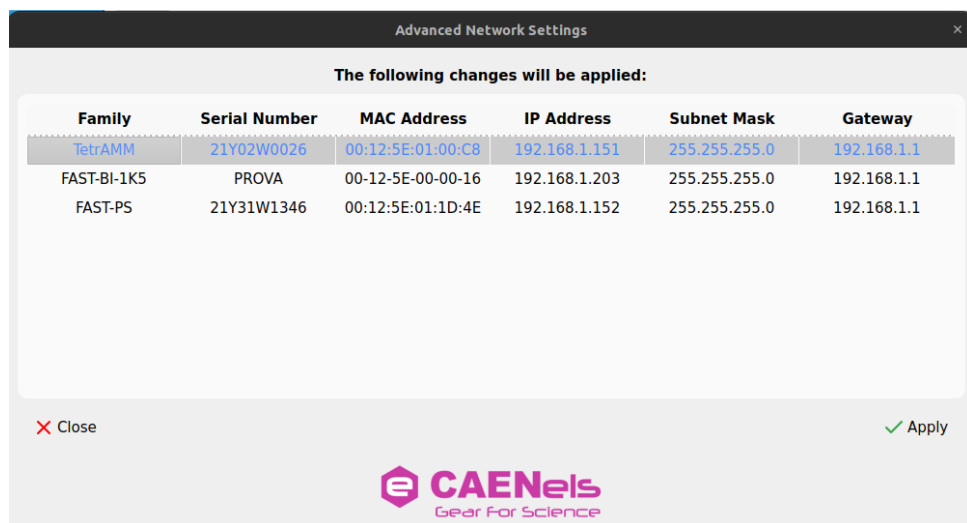 Advanced Network Settings ×
The following changes will be applied:
Family Serial Number MAC Address IP Address Subnet Mask Gateway
TetrAMM 21Y02W0026 00:12:5E:01:00:C8 192.168.1.151 255.255.255.0 192.168.1.1
FAST-BI-1K5 PROVA 00-12-5E-00-00-16 192.168.1.203 255.255.255.0 192.168.1.1
FAST-PS 21Y31W1346 00:12:5E:01:1D:4E 192.168.1.152 255.255.255.0 192.168.1.1
Close Apply
e CAENels
Gear For Science